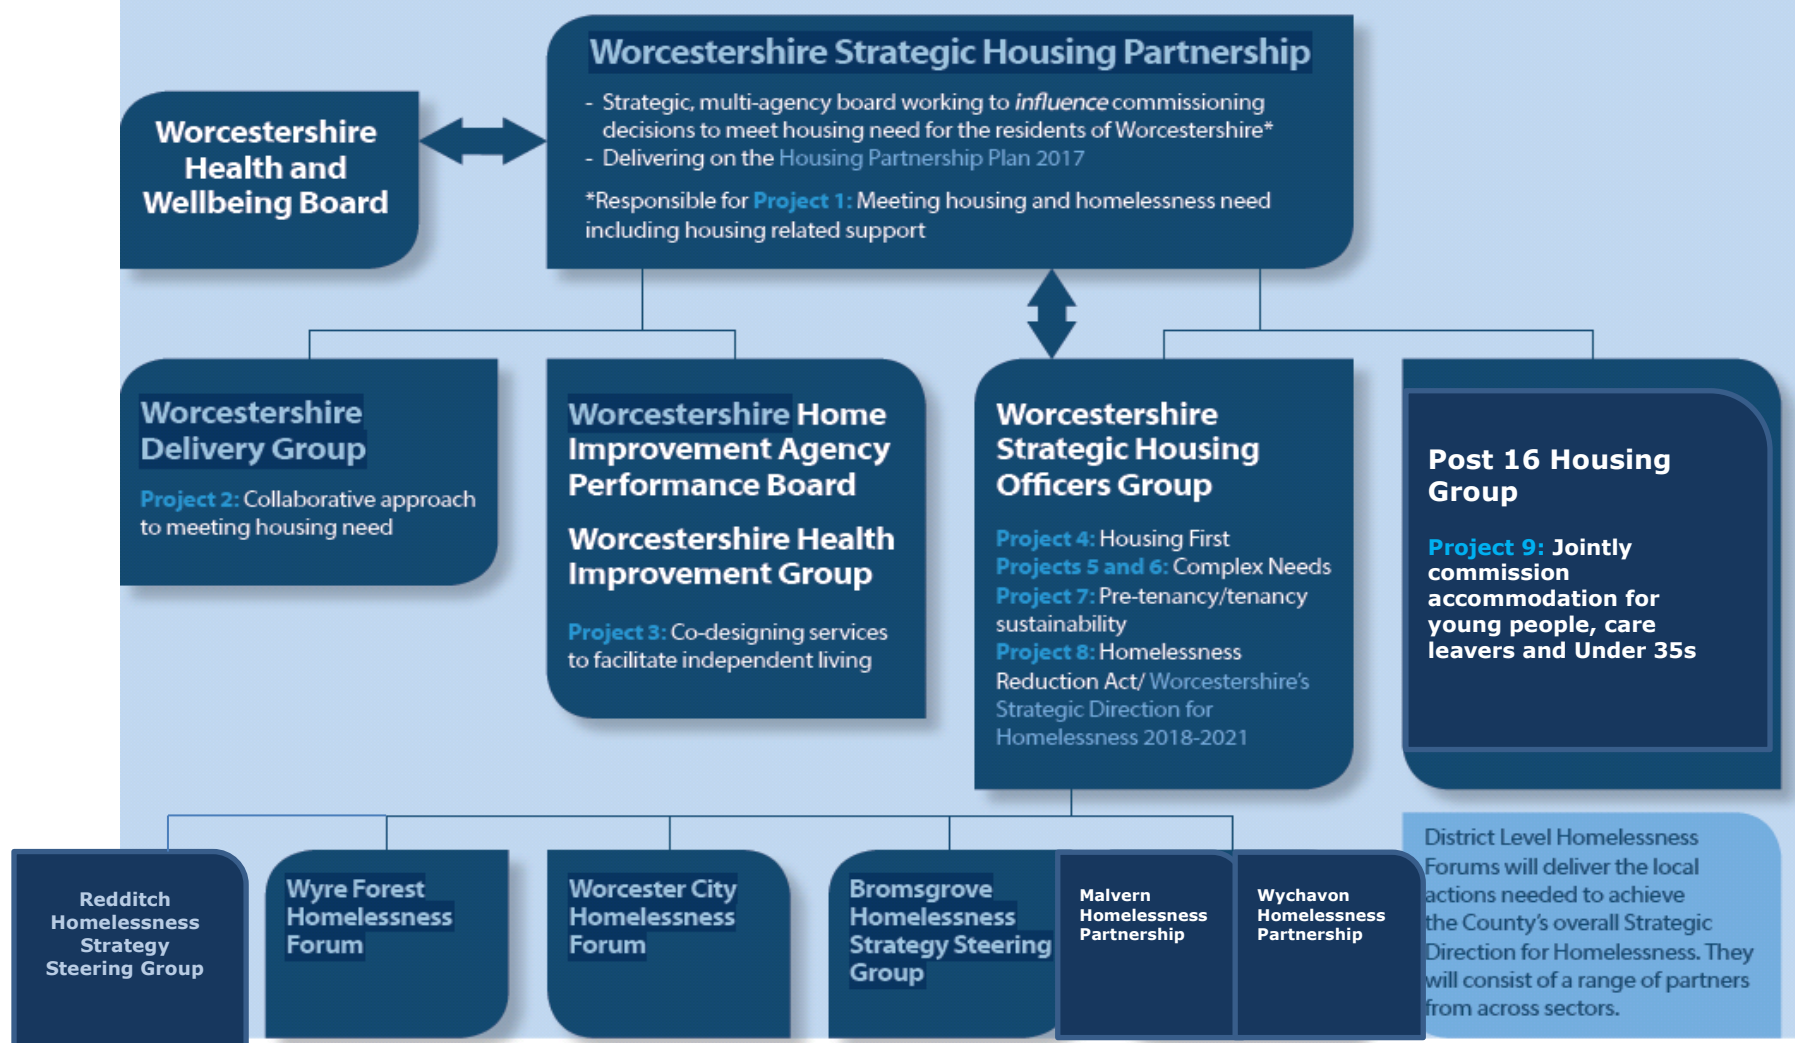 Worcestershire Strategic Housing Partnership
- Strategic, multi-agency board working to influence commissioning
decisions to meet housing need for the residents of Worcestershire*
- Delivering on the Housing Partnership Plan 2017
*Responsible for Project 1: Meeting housing and homelessness need
including housing related support
Worcestershire
Health and
Wellbeing Board
Worcestershire
Delivery Group
Project 2: Collaborative approach
to meeting housing need
Worcestershire Home
Improvement Agency
Performance Board
Worcestershire Health
Improvement Group
Project 3: Co-designing services
to facilitate independent living
Worcestershire
Strategic Housing
Officers Group
Project 4: Housing First
Projects 5 and 6: Complex Needs
Project 7: Pre-tenancy/tenancy
sustainability
Project 8: Homelessness
Reduction Act/ Worcestershire's
Strategic Direction for
Homelessness 2018-2021
Post 16 Housing
Group
Project 9: Jointly
commission
accommodation for
young people, care
leavers and Under 35s
Redditch
Homelessness
Strategy
Steering Group
Wyre Forest
Homelessness
Forum
Worcester City
Homelessness
Forum
Bromsgrove
Homelessness
Strategy Steering
Group
Malvern
Homelessness
Partnership
Wychavon
Homelessness
Partnership
District Level Homelessness
Forums will deliver the local
actions needed to achieve
the County's overall Strategic
Direction for Homelessness. They
will consist of a range of partners
from across sectors.